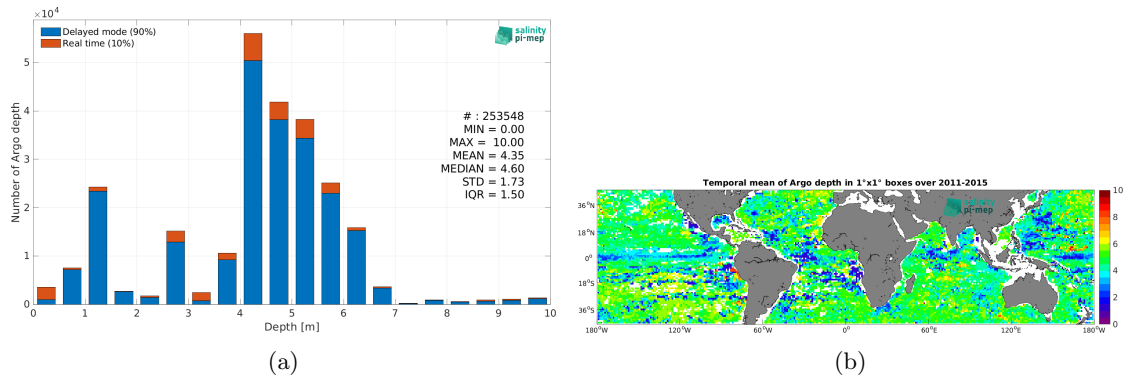 ×10⁴
Delayed mode (90%)
Real time (10%)
salinity
pi-mep
# : 253548
MIN = 0.00
MAX = 10.00
MEAN = 4.35
MEDIAN = 4.60
STD = 1.73
IQR = 1.50
Number of Argo depth
5
4
3
2
1
0
0 1 2 3 4 5 6 7 8 9 10
Depth [m]
(a)
Temporal mean of Argo depth in 1°x1° boxes over 2011-2015
salinity
pi-mep
36°N
18°N
0°
18°S
36°S
180°W 120°W 60°W 0° 60°E 120°E 180°W
10
8
6
4
2
0
(b)